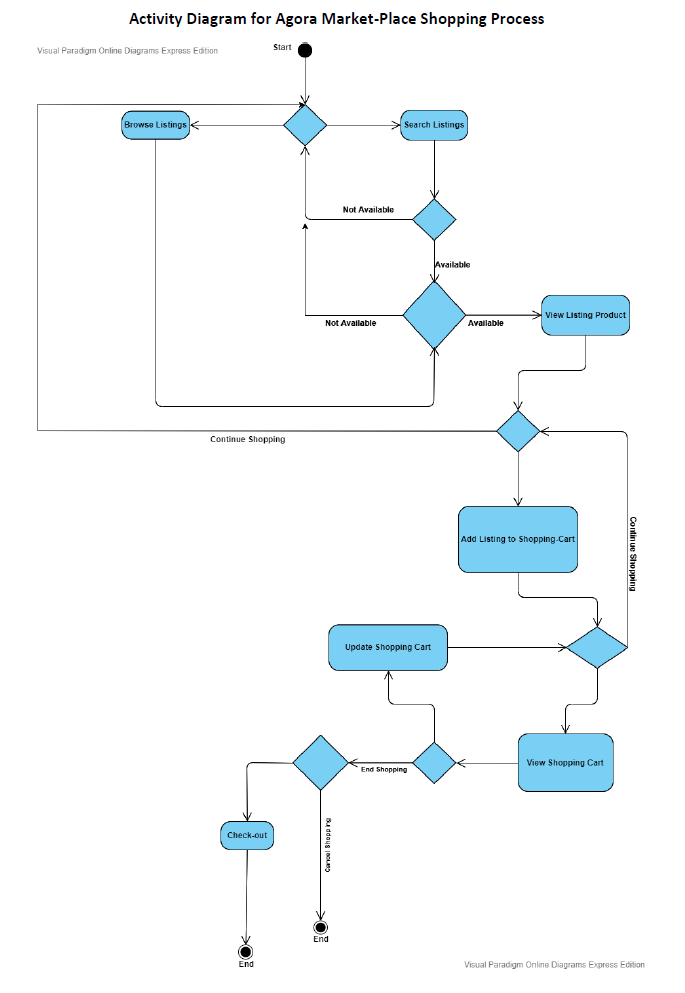 Activity Diagram for Agora Market-Place Shopping Process
Visual Paradigm Online Diagrams Express Edition
Start
Browse Listings
Search Listings
Not Available
Available
Not Available
Available
View Listing Product
Continue Shopping
Add Listing to Shopping-Cart
Continue Shopping
Update Shopping Cart
View Shopping Cart
End Shopping
Check-out
Cancel Shopping
End
End
Visual Paradigm Online Diagrams Express Edition